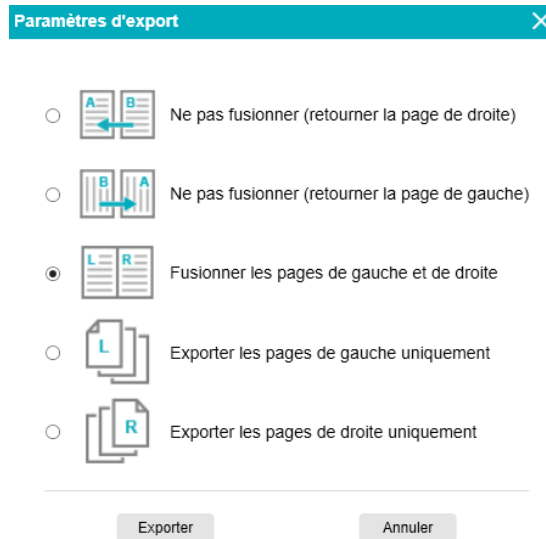 Paramètres d'export
A B
Ne pas fusionner (retourner la page de droite)
B A
Ne pas fusionner (retourner la page de gauche)
L R
Fusionner les pages de gauche et de droite
L
Exporter les pages de gauche uniquement
R
Exporter les pages de droite uniquement
Exporter
Annuler